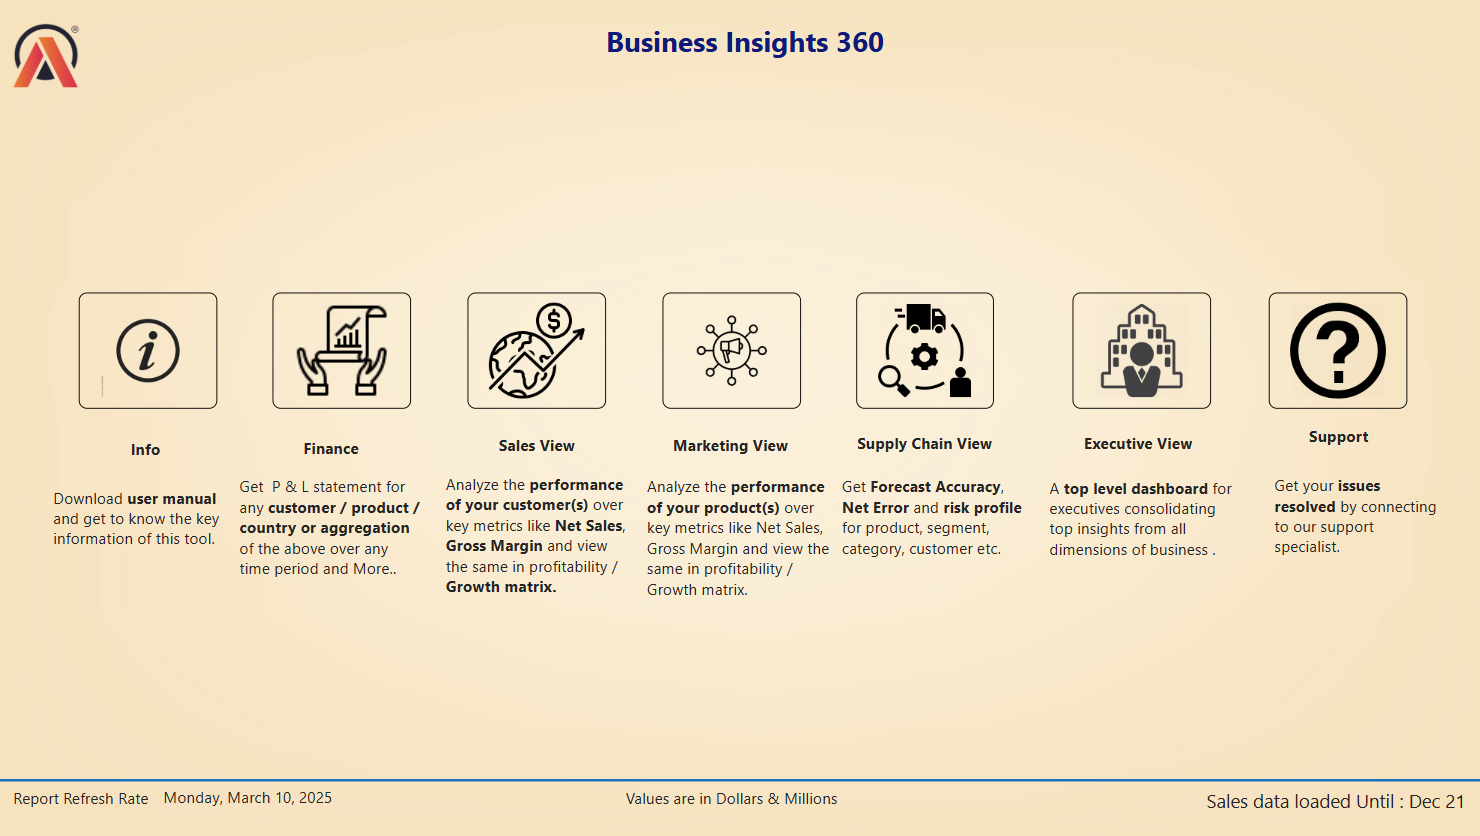 ®
Business Insights 360
Info
Download user manual
and get to know the key
information of this tool.
Finance
Get  P & L statement for
any customer / product /
country or aggregation
of the above over any
time period and More..
Sales View
Analyze the performance
of your customer(s) over
key metrics like Net Sales,
Gross Margin and view
the same in profitability /
Growth matrix.
Marketing View
Analyze the performance
of your product(s) over
key metrics like Net Sales,
Gross Margin and view the
same in profitability /
Growth matrix.
Supply Chain View
Get Forecast Accuracy,
Net Error and risk profile
for product, segment,
category, customer etc.
Executive View
A top level dashboard for
executives consolidating
top insights from all
dimensions of business .
Support
Get your issues
resolved by connecting
to our support
specialist.
Report Refresh Rate Monday, March 10, 2025
Values are in Dollars & Millions
Sales data loaded Until : Dec 21